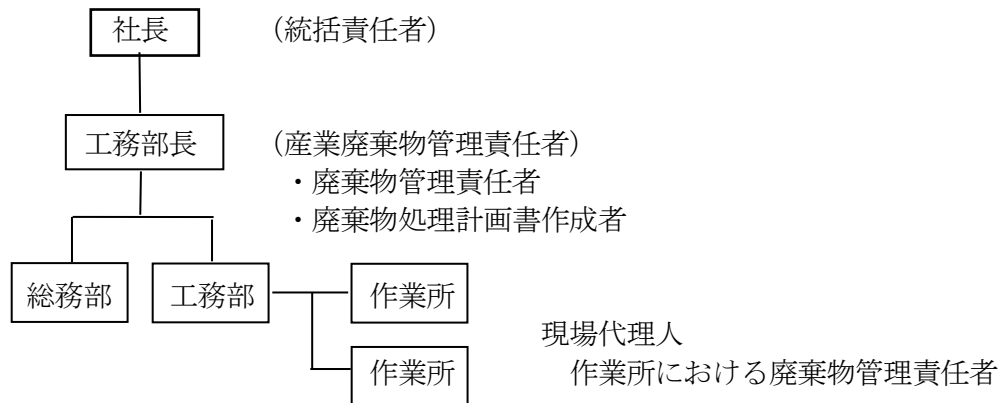 社長 (統括責任者)
工務部長 (産業廃棄物管理責任者)
・廃棄物管理責任者
・廃棄物処理計画書作成者
総務部 工務部 作業所
現場代理人
作業所 作業所における廃棄物管理責任者